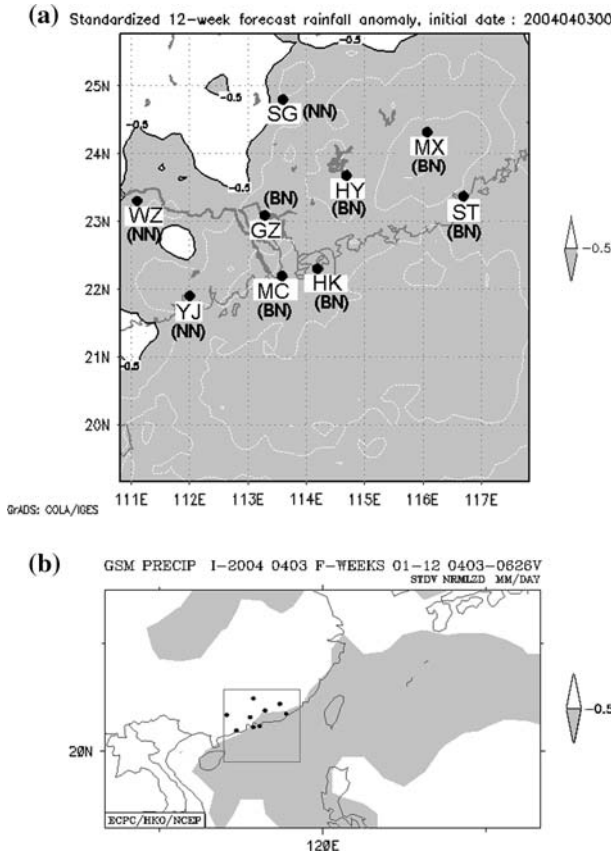 (a) Standardized 12-week forecast rainfall anomaly, initial date : 2004040300
-0.5
25N
-0.5
-0.5
SG (NN)
24N
MX
(BN)
HY
(BN)
-0.5
(BN)
WZ
(NN)
GZ
ST
(BN)
23N
-0.5
22N
MC
(BN)
HK
(BN)
YJ
(NN)
21N
-0.5
20N
111E 112E 113E 114E 115E 116E 117E
GrADS: COLA/IGES
(b) GSM PRECIP I-2004 0403 F-WEEKS 01-12 0403-0626V
STDV NRMLZD MM/DAY
-0.5
20N
ECPC/HKO/NCEP
120E